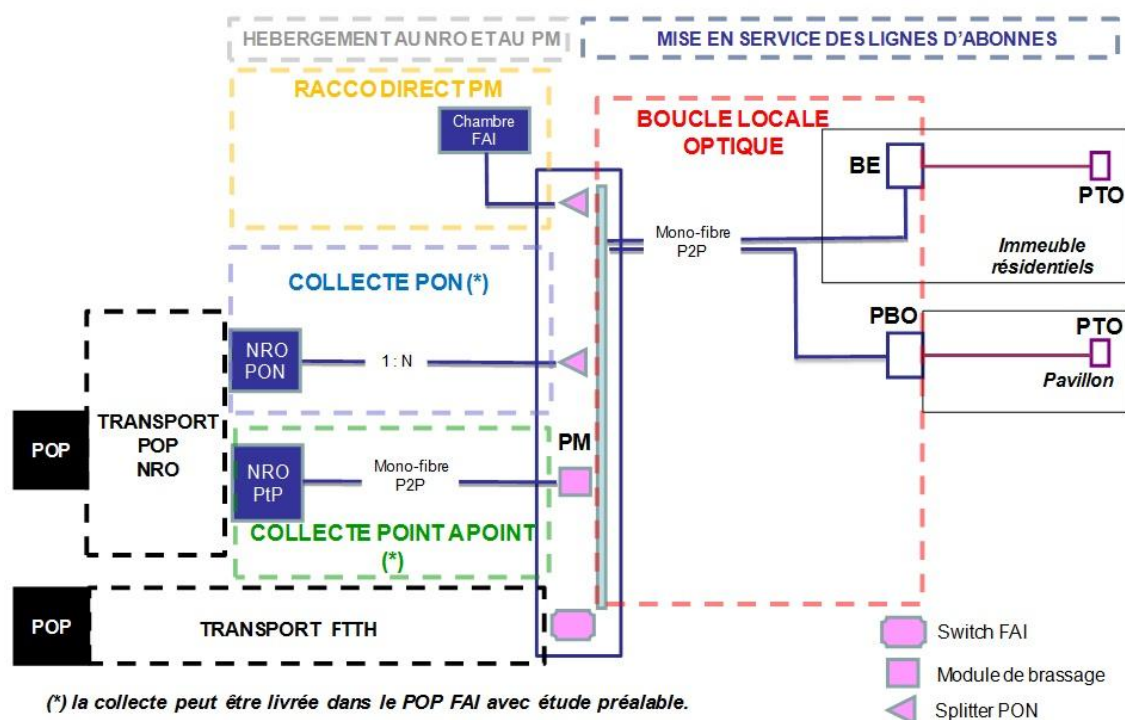 HEBERGEMENT AU NRO ET AU PM
MISE EN SERVICE DES LIGNES D'ABONNES
RACCO DIRECT PM
Chambre
FAI
BOUCLE LOCALE
OPTIQUE
BE
PTO
Mono-fibre
P2P
Immeuble
résidentiels
COLLECTE PON (*)
NRO
PON
1 : N
PBO
PTO
Pavillon
TRANSPORT
POP
NRO
POP
PM
NRO
PtP
Mono-fibre
P2P
COLLECTE POINT A POINT
(*)
POP
TRANSPORT FTTH
Switch FAI
Module de brassage
Splitter PON
(*) la collecte peut être livrée dans le POP FAI avec étude préalable.